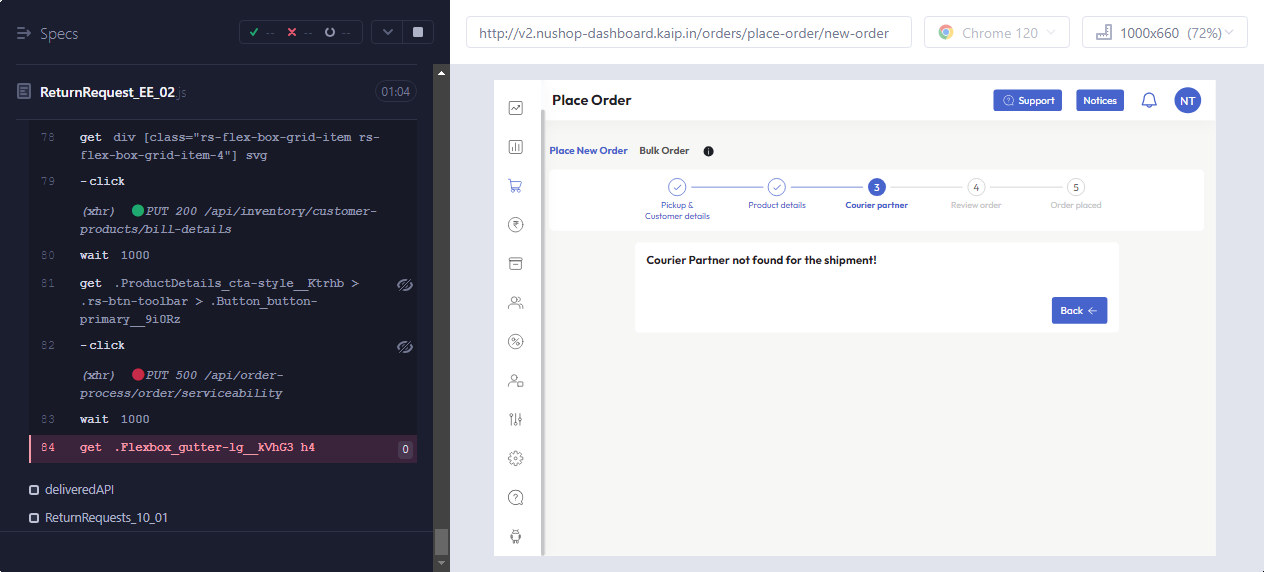 Specs
-- -- --
ReturnRequest_EE_02.js 01:04
78 get div [class="rs-flex-box-grid-item rs-
flex-box-grid-item-4"] svg
79 -click
(xhr) PUT 200 /api/inventory/customer-
products/bill-details
80 wait 1000
81 get .ProductDetails_cta-style__Ktrhb >
.rs-btn-toolbar > .Button_button-
primary__9i0Rz
82 -click
(xhr) PUT 500 /api/order-
process/order/serviceability
83 wait 1000
84 get .Flexbox_gutter-lg__kVhG3 h4 0
deliveredAPI
ReturnRequests_10_01
http://v2.nushop-dashboard.kaip.in/orders/place-order/new-order
Chrome 120
1000x660 (72%)
Place Order
Support
Notices
NT
Place New Order Bulk Order
3 4 5
Pickup &
Customer details
Product details
Courier partner
Review order
Order placed
Courier Partner not found for the shipment!
Back